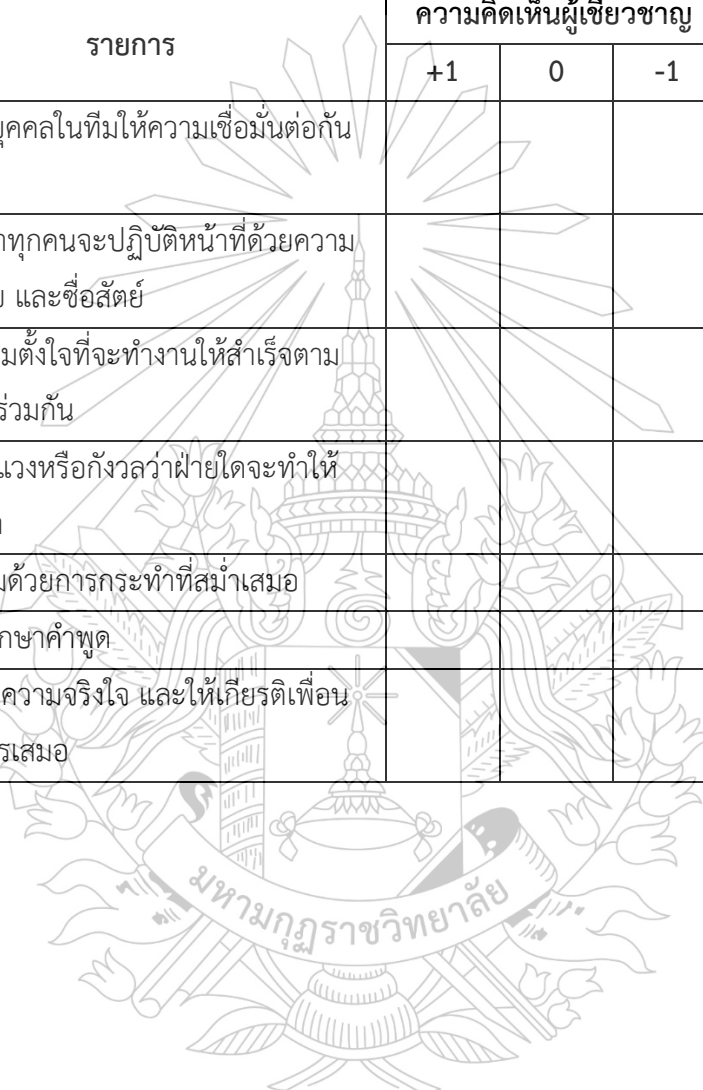 ความคิดเห็นผู้เชี่ยวชาญ
รายการ
+1 0 -1
บุคคลในทีมให้ความเชื่อมั่นต่อกัน
าทุกคนจะปฏิบัติหน้าที่ด้วยความ
และซื่อสัตย์
มตั้งใจที่จะทำงานให้สำเร็จตาม
ร่วมกัน
แวงหรือกังวลว่าฝ่ายใดจะทำให้
มด้วยการกระทำที่สม่ำเสมอ
กษาคำพูด
ความจริงใจ และให้เกียรติเพื่อน
รเสมอ
มหามกุฏราชวิทยาลัย